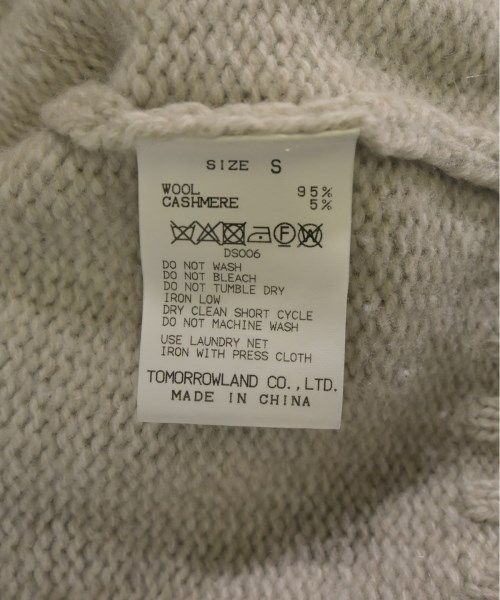 SIZE S
WOOL 95%
CASHMERE 5%
F W
DS006
DO NOT WASH
DO NOT BLEACH
DO NOT TUMBLE DRY
IRON LOW
DRY CLEAN SHORT CYCLE
DO NOT MACHINE WASH
USE LAUNDRY NET
IRON WITH PRESS CLOTH
TOMORROWLAND CO.,LTD.
MADE IN CHINA